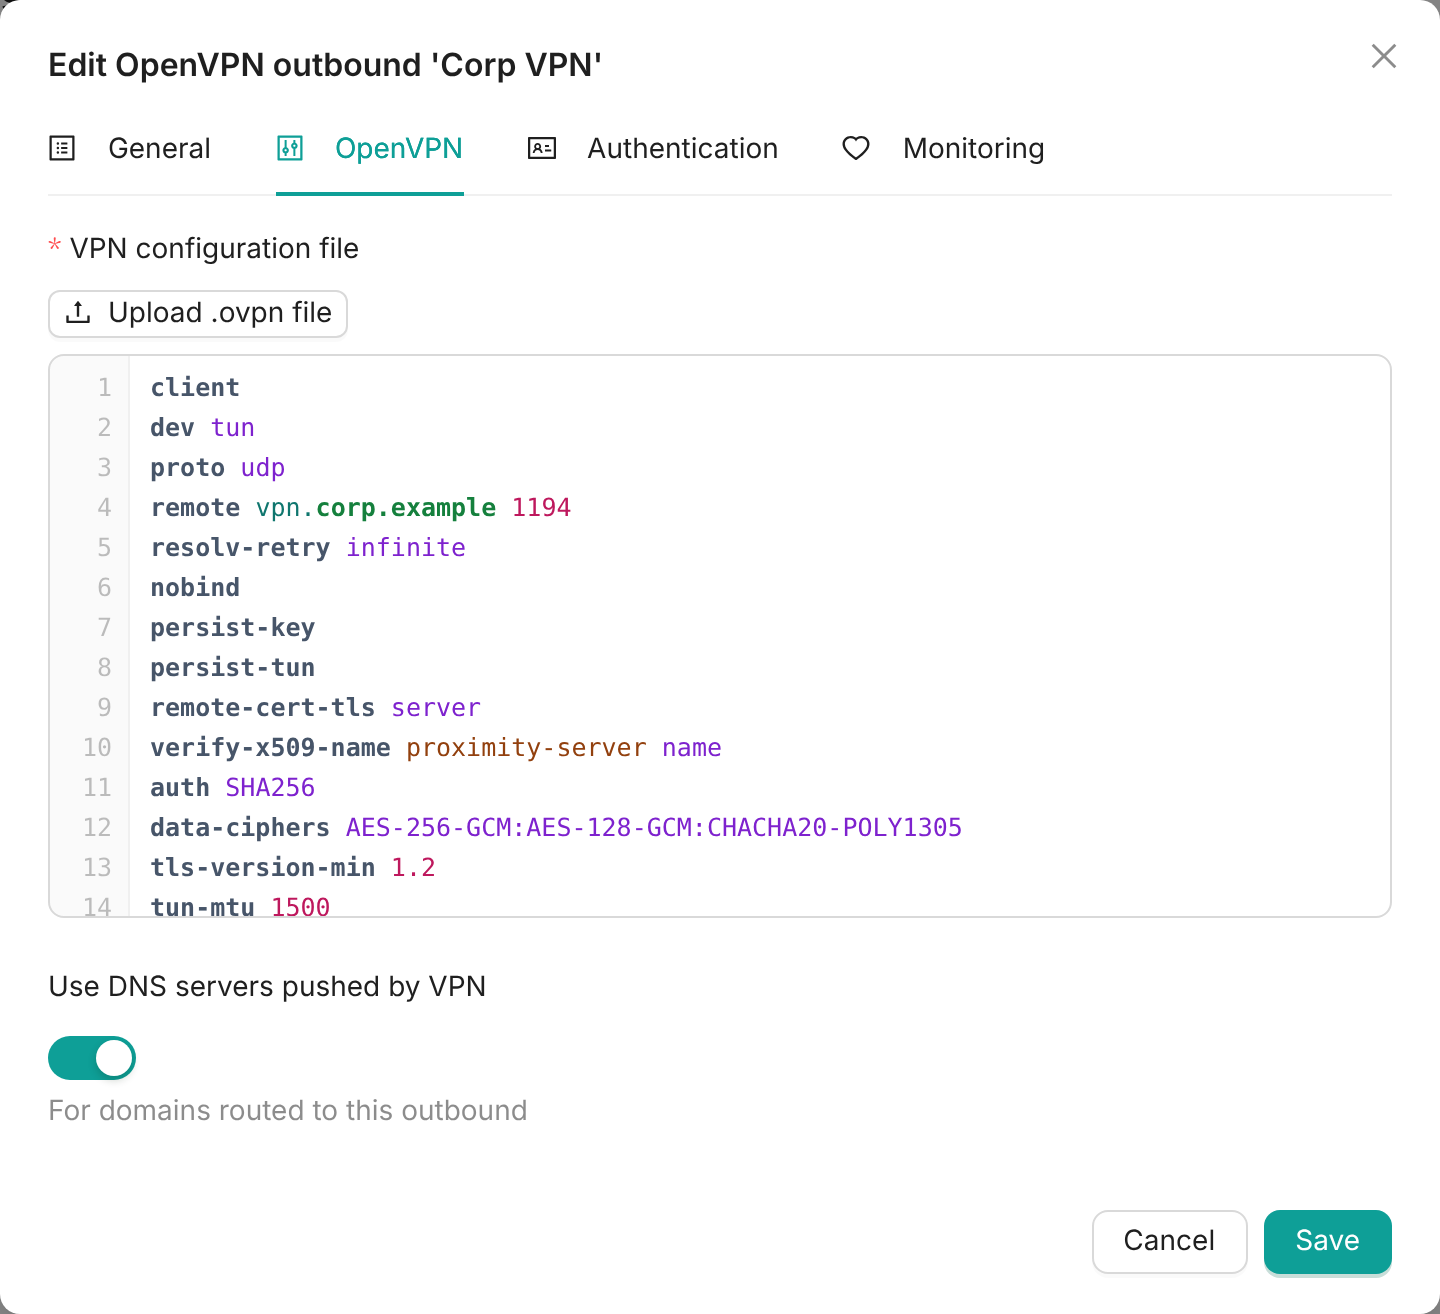 Edit OpenVPN outbound 'Corp VPN'
General OpenVPN Authentication Monitoring
* VPN configuration file
Upload .ovpn file
1 client
2 dev tun
3 proto udp
4 remote vpn.corp.example 1194
5 resolv-retry infinite
6 nobind
7 persist-key
8 persist-tun
9 remote-cert-tls server
10 verify-x509-name proximity-server name
11 auth SHA256
12 data-ciphers AES-256-GCM:AES-128-GCM:CHACHA20-POLY1305
13 tls-version-min 1.2
14 tun-mtu 1500
Use DNS servers pushed by VPN
For domains routed to this outbound
Cancel Save